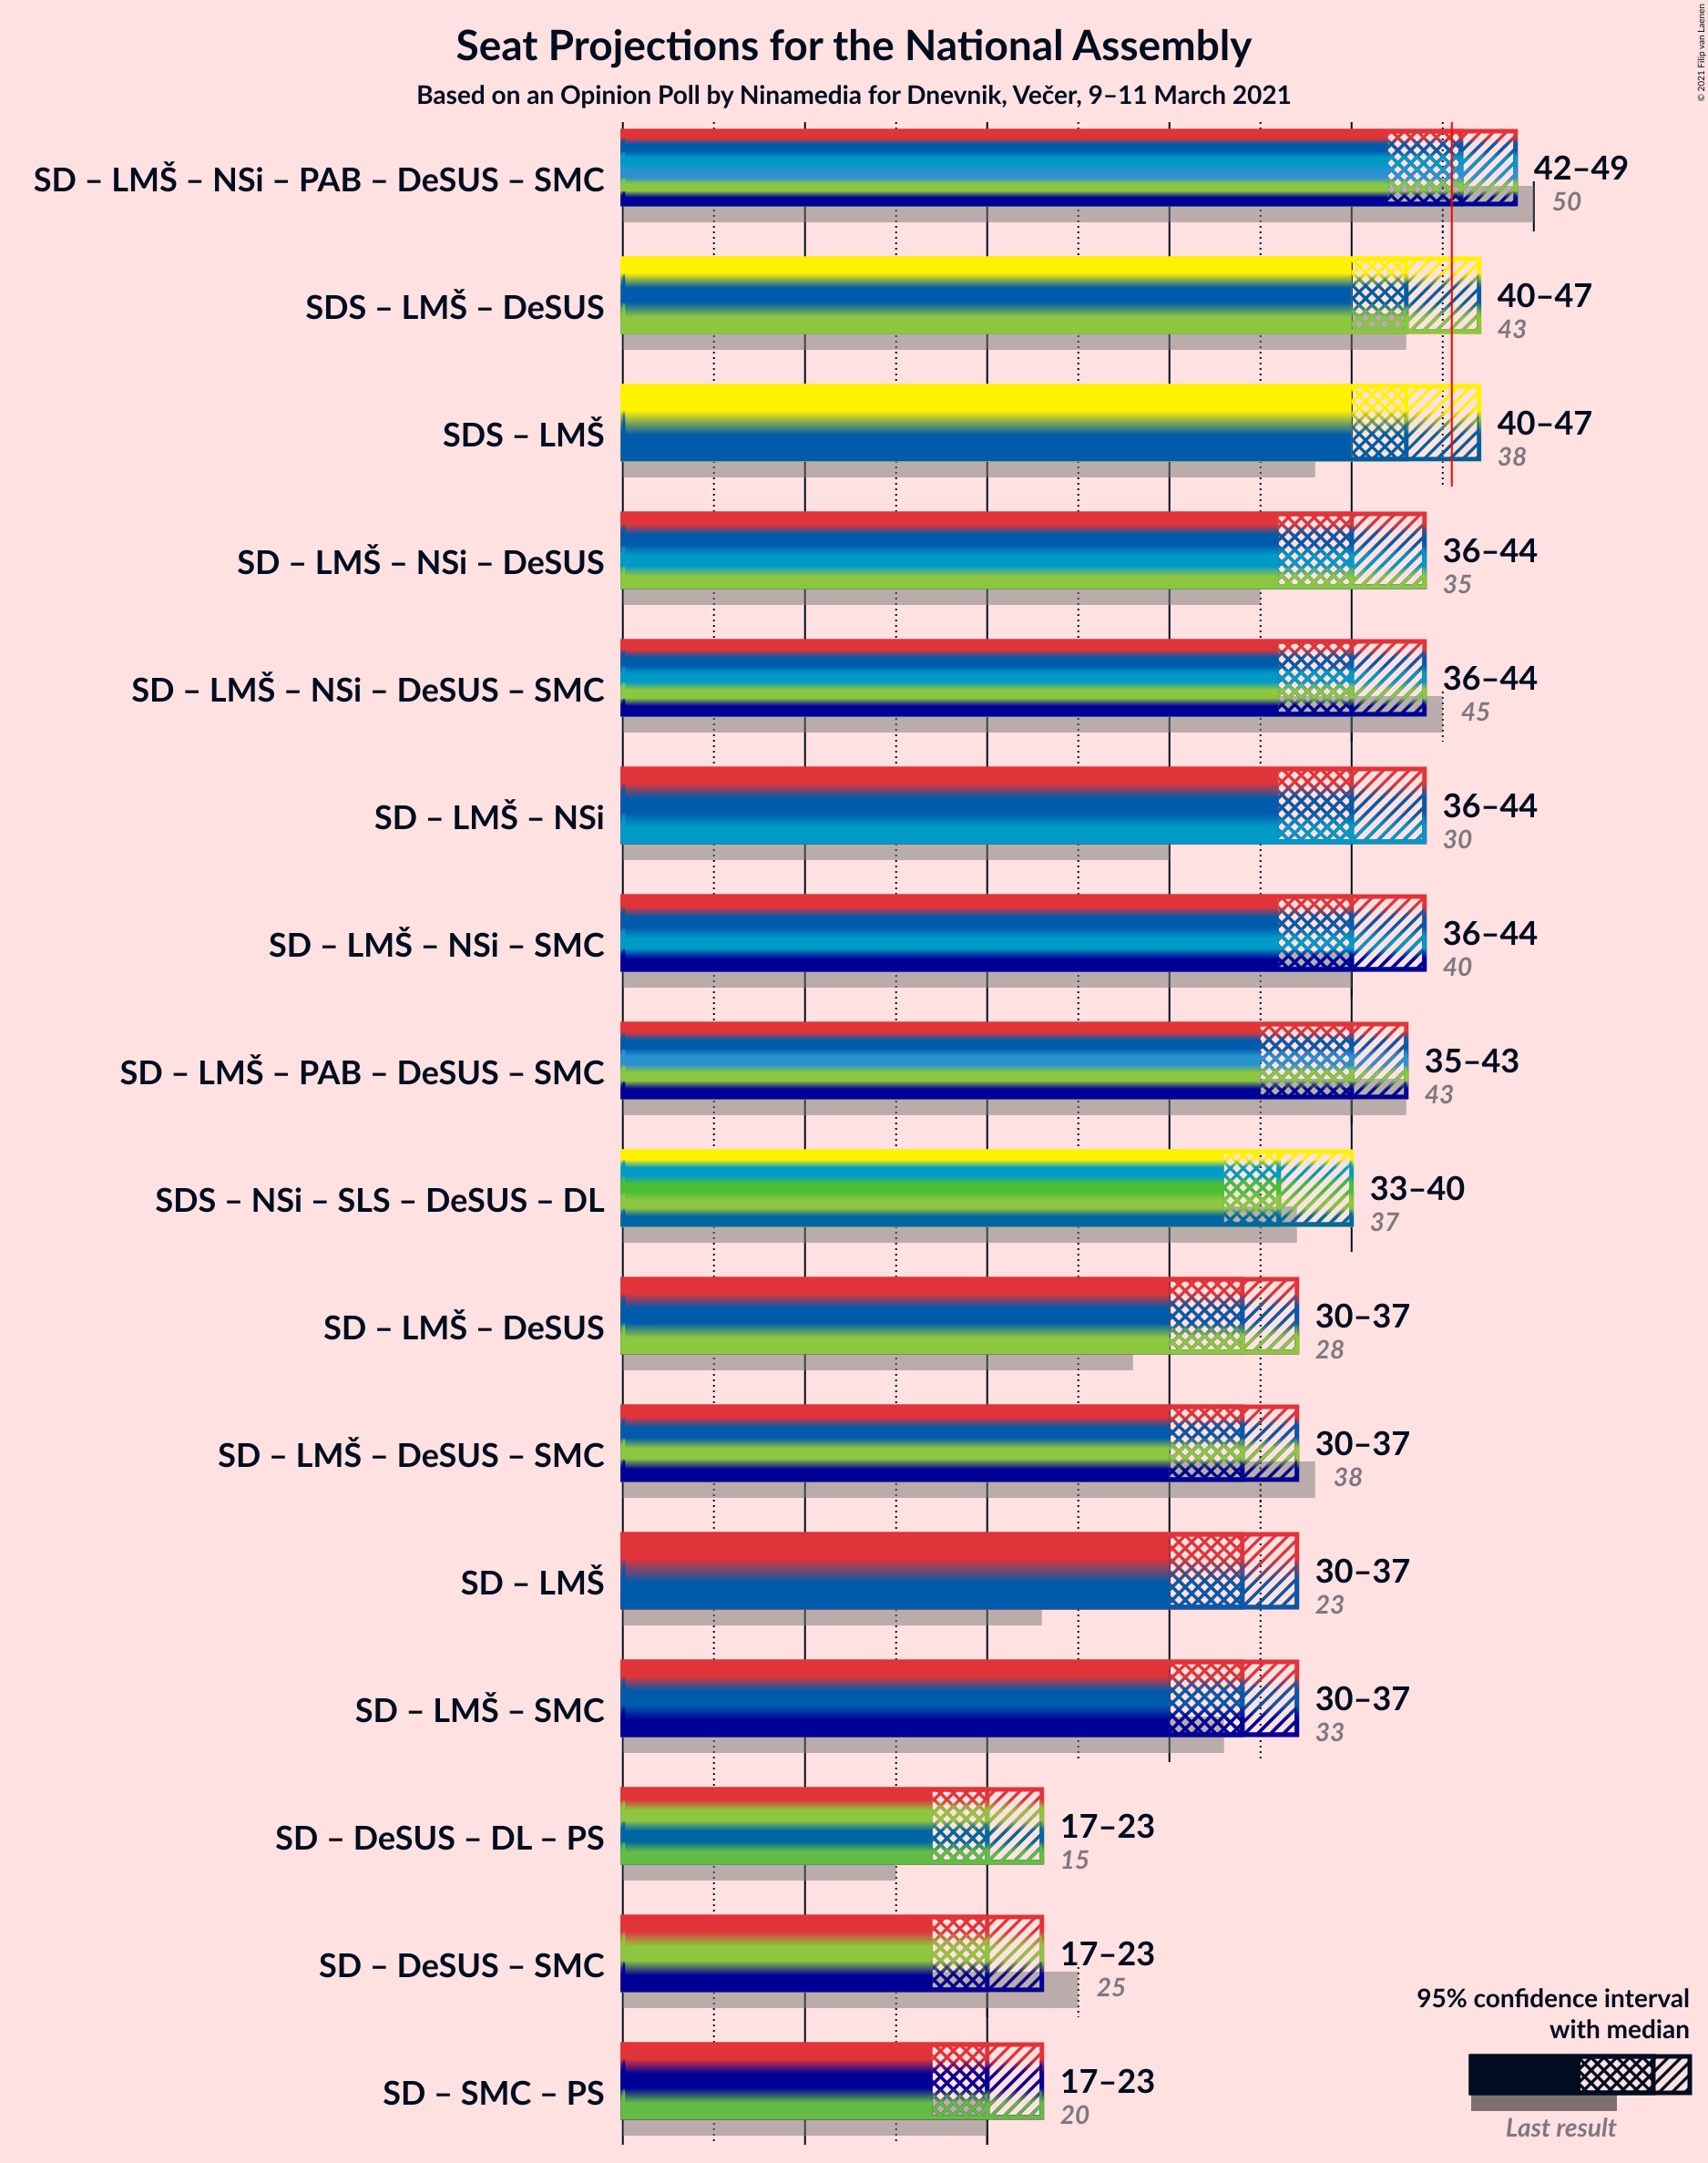 Seat Projections for the National Assembly
Based on an Opinion Poll by Ninamedia for Dnevnik, Večer, 9–11 March 2021
© 2021 Filip van Laenen
SD – LMŠ – NSi – PAB – DeSUS – SMC
42–49
50
SDS – LMŠ – DeSUS
40–47
43
SDS – LMŠ
40–47
38
SD – LMŠ – NSi – DeSUS
36–44
35
SD – LMŠ – NSi – DeSUS – SMC
36–44
45
SD – LMŠ – NSi
36–44
30
SD – LMŠ – NSi – SMC
36–44
40
SD – LMŠ – PAB – DeSUS – SMC
35–43
43
SDS – NSi – SLS – DeSUS – DL
33–40
37
SD – LMŠ – DeSUS
30–37
28
SD – LMŠ – DeSUS – SMC
30–37
38
SD – LMŠ
30–37
23
SD – LMŠ – SMC
30–37
33
SD – DeSUS – DL – PS
17–23
15
SD – DeSUS – SMC
17–23
25
SD – SMC – PS
17–23
20
95% confidence interval
with median
Last result